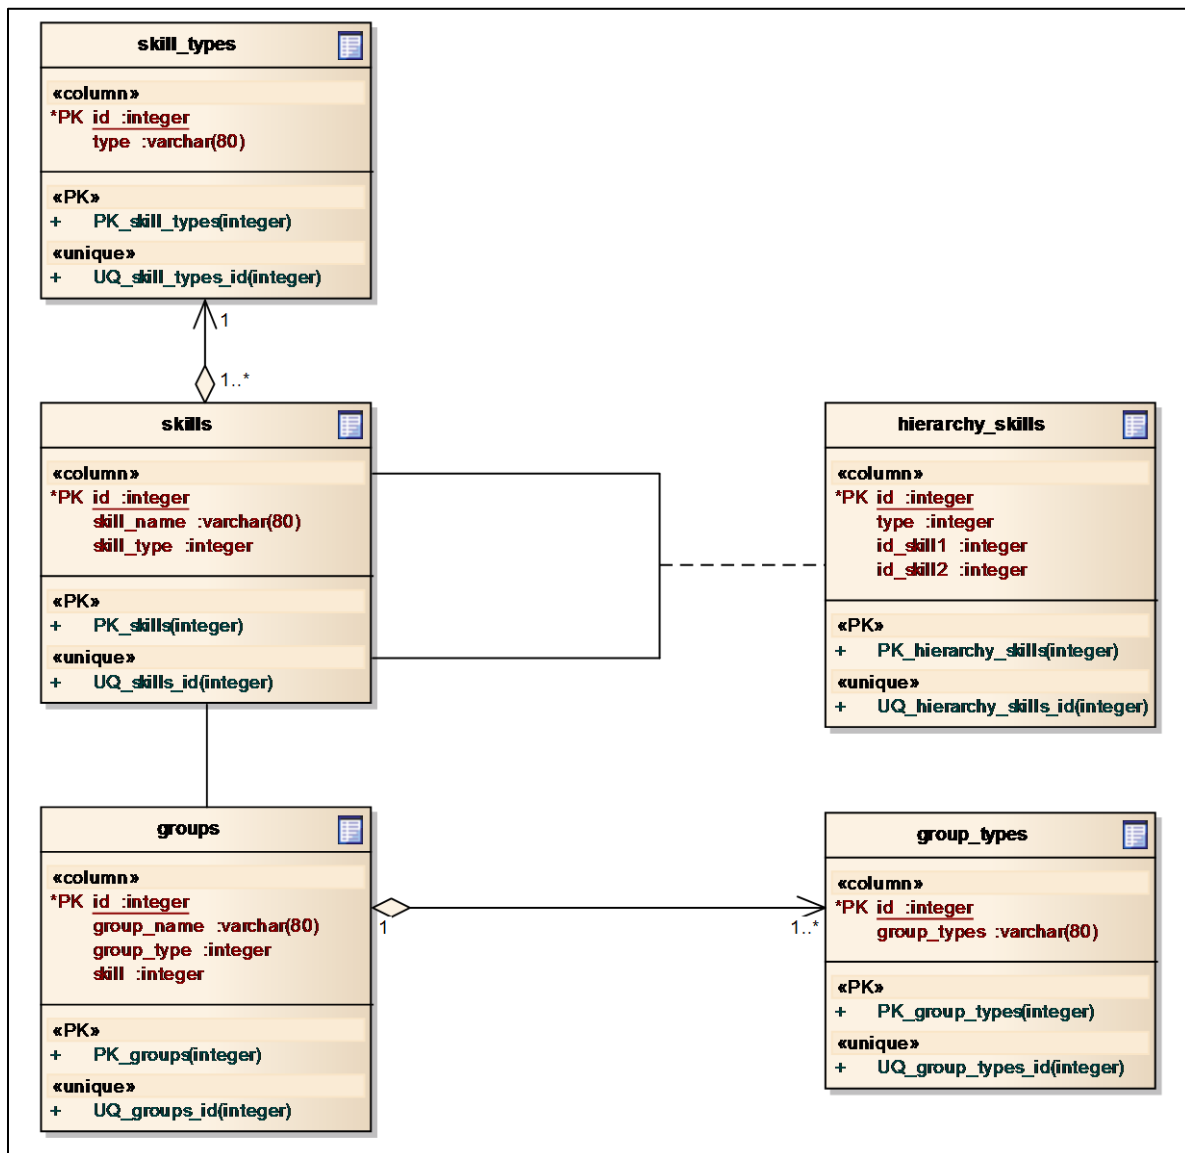 skill_types
«column»
*PK id :integer
type :varchar(80)
«PK»
+ PK_skill_types(integer)
«unique»
+ UQ_skill_types_id(integer)
1
1..*
skills
«column»
*PK id :integer
skill_name :varchar(80)
skill_type :integer
«PK»
+ PK_skills(integer)
«unique»
+ UQ_skills_id(integer)
hierarchy_skills
«column»
*PK id :integer
type :integer
id_skill1 :integer
id_skill2 :integer
«PK»
+ PK_hierarchy_skills(integer)
«unique»
+ UQ_hierarchy_skills_id(integer)
groups
«column»
*PK id :integer
group_name :varchar(80)
group_type :integer
skill :integer
«PK»
+ PK_groups(integer)
«unique»
+ UQ_groups_id(integer)
1
1..*
group_types
«column»
*PK id :integer
group_types :varchar(80)
«PK»
+ PK_group_types(integer)
«unique»
+ UQ_group_types_id(integer)